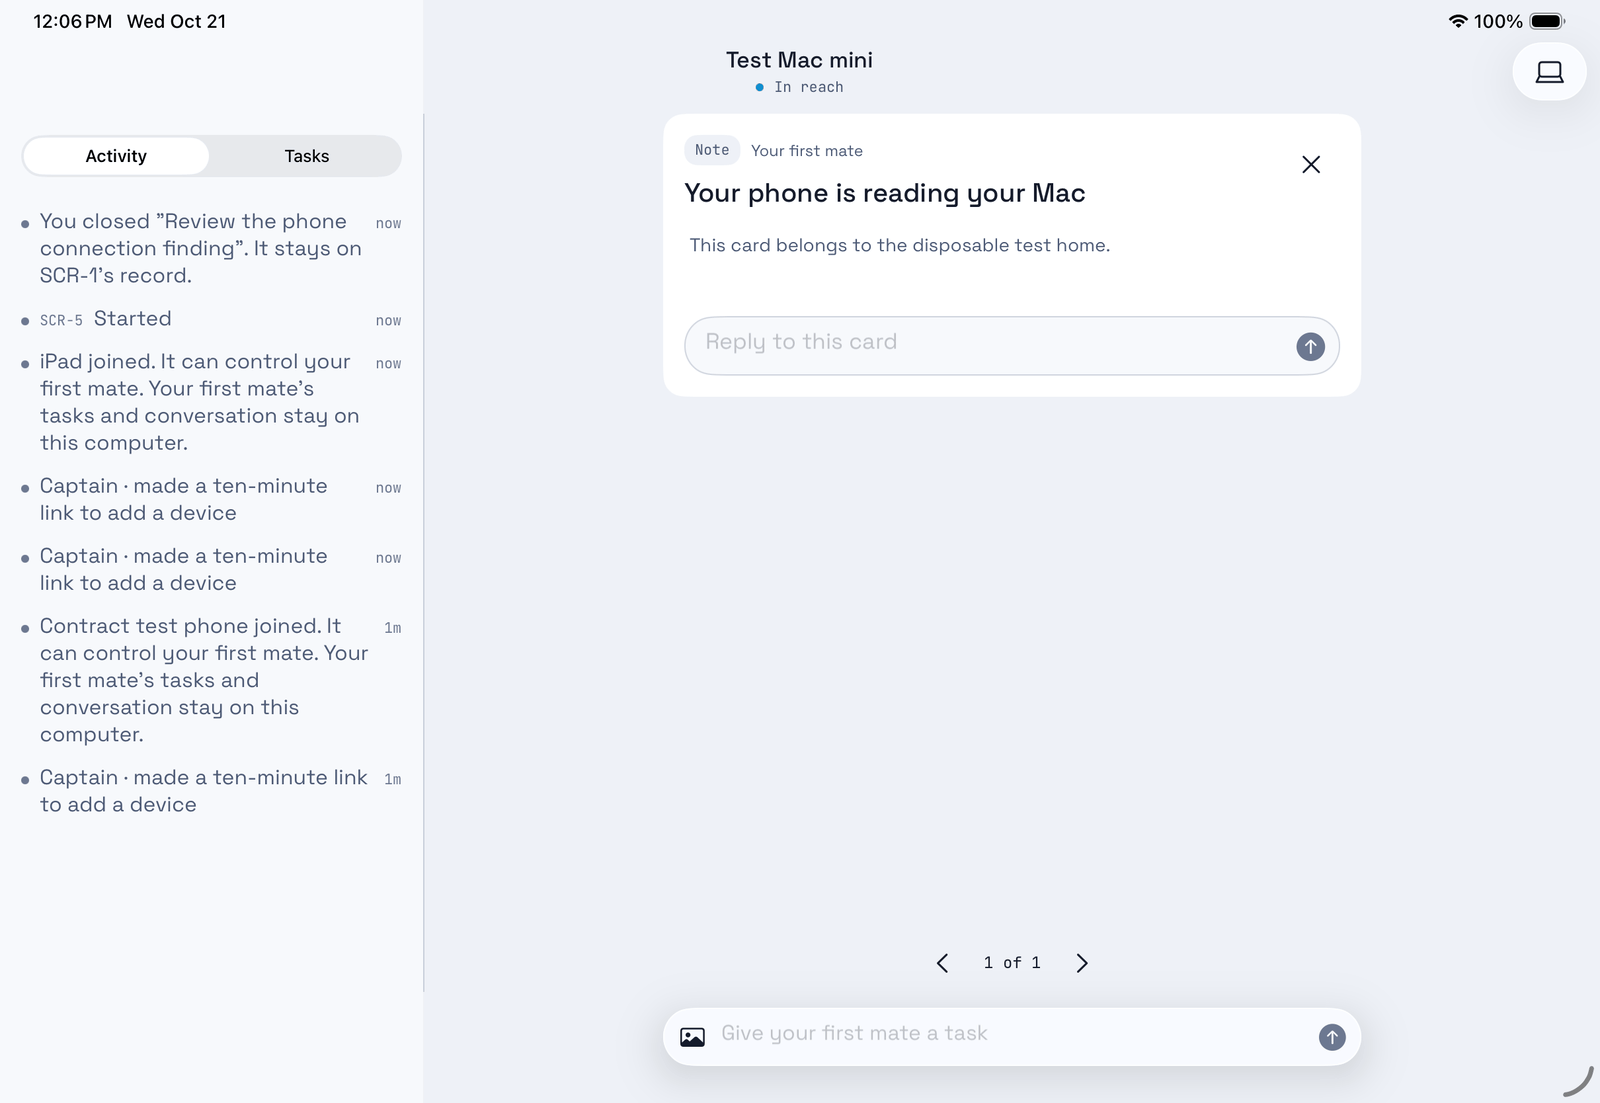 12:06 PM Wed Oct 21
100%
Test Mac mini
In reach
Activity
Tasks
You closed "Review the phone
now
connection finding". It stays on
SCR-1's record.
SCR-5 Started
now
iPad joined. It can control your
now
first mate. Your first mate's
tasks and conversation stay on
this computer.
Captain · made a ten-minute
now
link to add a device
Captain · made a ten-minute
now
link to add a device
Contract test phone joined. It
1m
can control your first mate. Your
first mate's tasks and
conversation stay on this
computer.
Captain · made a ten-minute link
1m
to add a device
Note
Your first mate
Your phone is reading your Mac
This card belongs to the disposable test home.
Reply to this card
1 of 1
Give your first mate a task